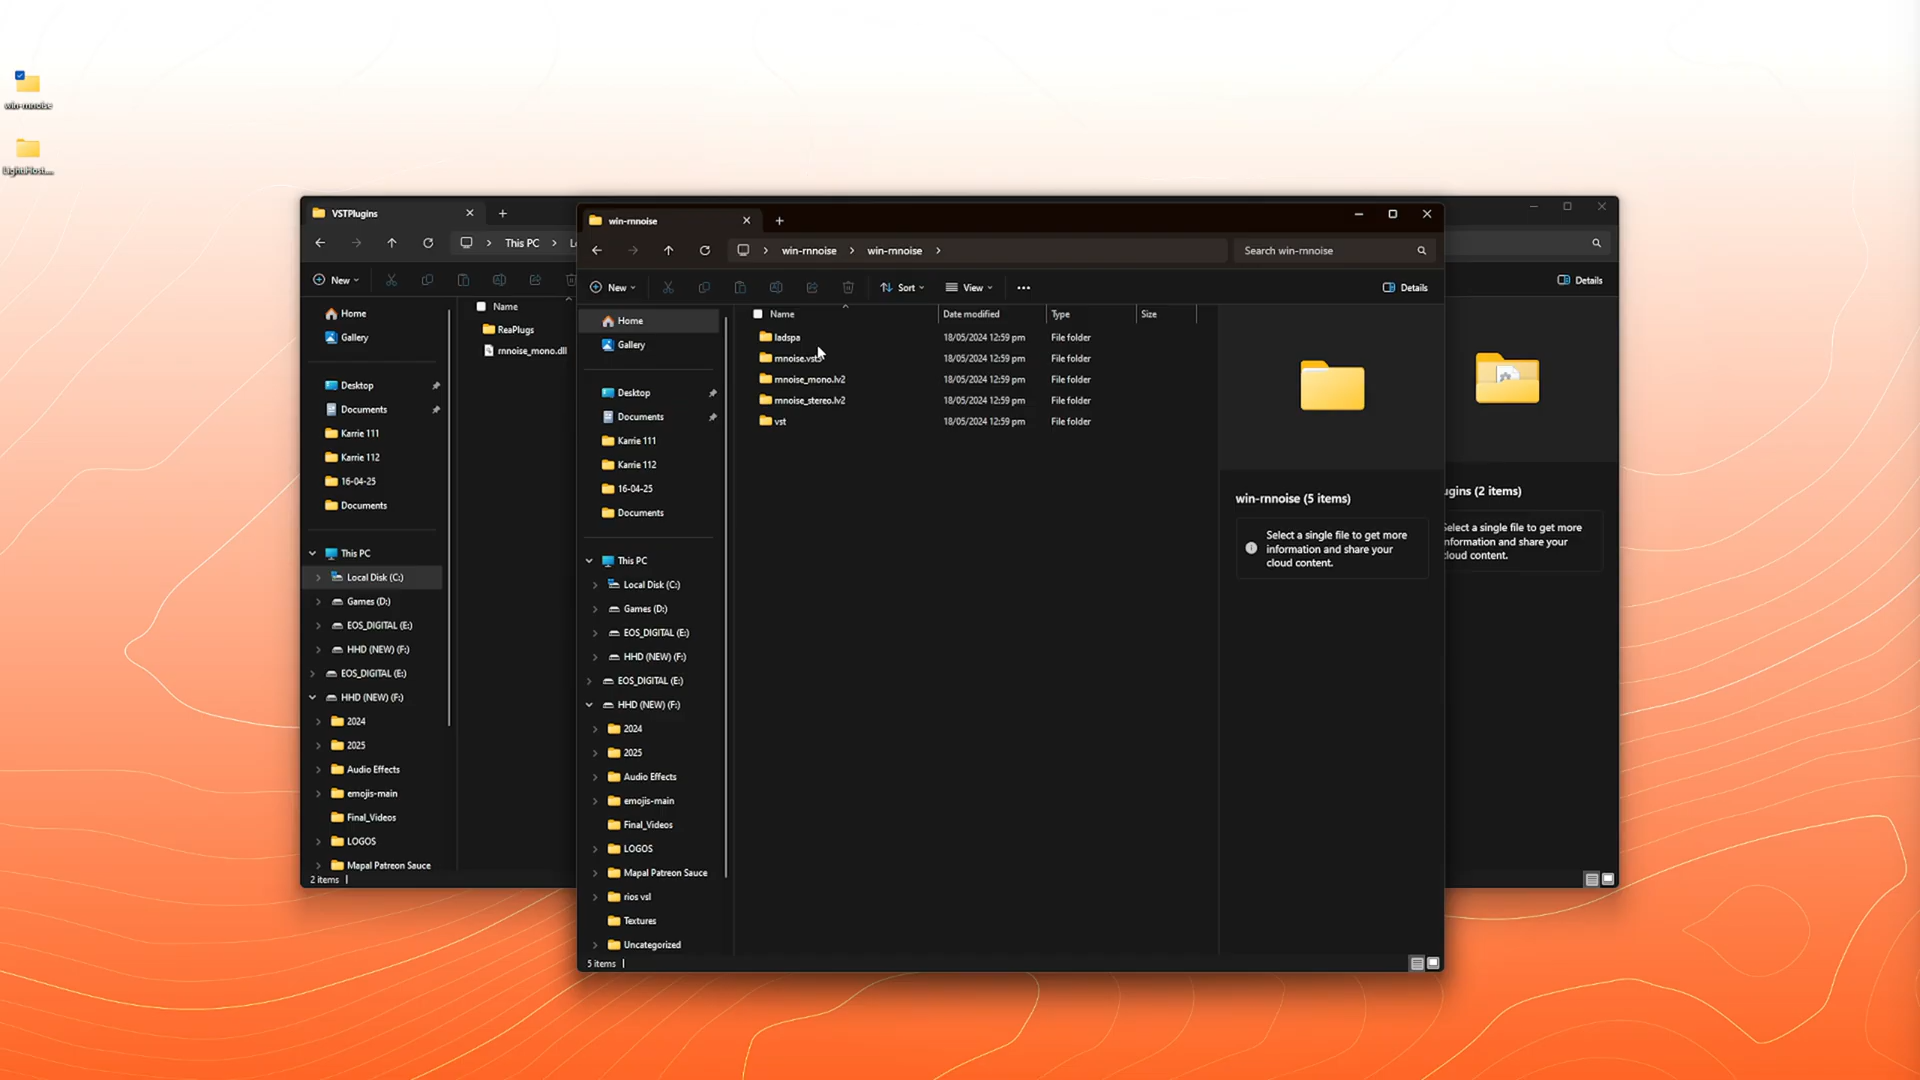 win-rnnoise
LightHost....
VSTPlugins
This PC
New
Home
Gallery
Desktop
Documents
Karrie 111
Karrie 112
16-04-25
Documents
This PC
Local Disk (C:)
Games (D:)
EOS_DIGITAL (E:)
HHD (NEW) (F:)
EOS_DIGITAL (E:)
HHD (NEW) (F:)
2024
2025
Audio Effects
emojis-main
Final_Videos
LOGOS
Mapal Patreon Sauce
2 items
Name
ReaPlugs
rnnoise_mono.dll
win-rnnoise
win-rnnoise
win-rnnoise
Search win-rnnoise
New
Sort
View
Details
Home
Gallery
Desktop
Documents
Karrie 111
Karrie 112
16-04-25
Documents
This PC
Local Disk (C:)
Games (D:)
EOS_DIGITAL (E:)
HHD (NEW) (F:)
EOS_DIGITAL (E:)
HHD (NEW) (F:)
2024
2025
Audio Effects
emojis-main
Final_Videos
LOGOS
Mapal Patreon Sauce
rios vsl
Textures
Uncategorized
5 items
Name Date modified Type Size
ladspa 18/05/2024 12:59 pm File folder
rnnoise.vst3 18/05/2024 12:59 pm File folder
rnnoise_mono.lv2 18/05/2024 12:59 pm File folder
rnnoise_stereo.lv2 18/05/2024 12:59 pm File folder
vst 18/05/2024 12:59 pm File folder
win-rnnoise (5 items)
Select a single file to get more
information and share your
cloud content.
Details
ugins (2 items)
Select a single file to get more
nformation and share your
cloud content.